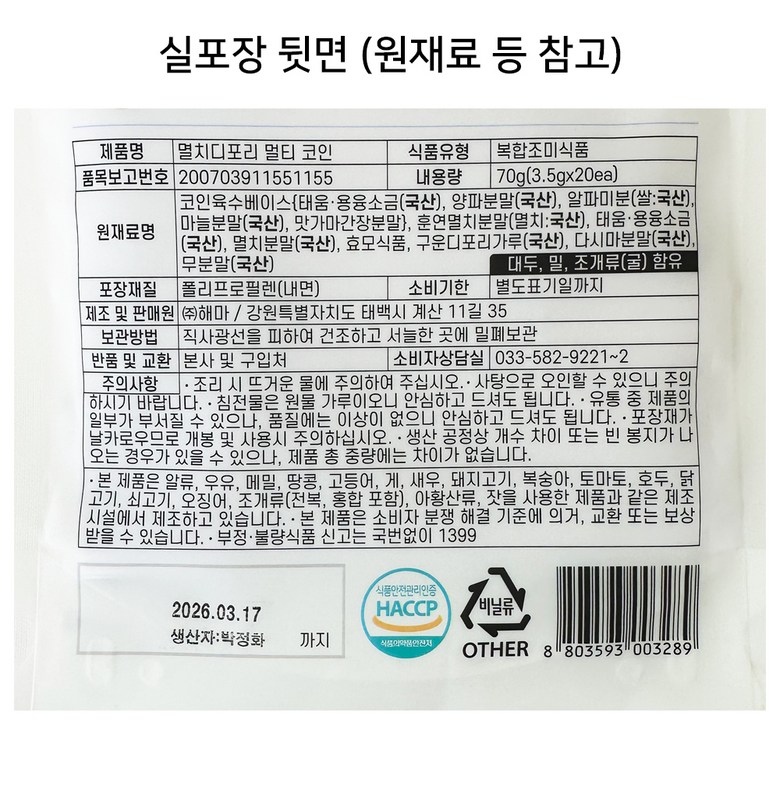 실포장 뒷면 (원재료 등 참고)
제품명 멸치디포리 멀티 코인 식품유형 복합조미식품
품목보고번호 200703911551155 내용량 70g(3.5gx20ea)
원재료명 코인육수베이스{태움·용융소금(국산), 양파분말(국산), 알파미분(쌀:국산),
마늘분말(국산), 맛가마간장분말}, 훈연멸치분말(멸치:국산), 태움·용융소금
(국산), 멸치분말(국산), 효모식품, 구운디포리가루(국산), 다시마분말(국산),
무분말(국산) 대두, 밀, 조개류(굴) 함유
포장재질 폴리프로필렌(내면) 소비기한 별도표기일까지
제조 및 판매원 ㈜해마 / 강원특별자치도 태백시 계산 11길 35
보관방법 직사광선을 피하여 건조하고 서늘한 곳에 밀폐보관
반품 및 교환 본사 및 구입처 소비자상담실 033-582-9221~2
주의사항 ·조리 시 뜨거운 물에 주의하여 주십시오. ·사탕으로 오인할 수 있으니 주의
하시기 바랍니다. ·침전물은 원물 가루이오니 안심하고 드셔도 됩니다. ·유통 중 제품의
일부가 부서질 수 있으나, 품질에는 이상이 없으니 안심하고 드셔도 됩니다. ·포장재가
날카로우므로 개봉 및 사용시 주의하십시오. ·생산 공정상 개수 차이 또는 빈 봉지가 나
오는 경우가 있을 수 있으나, 제품 총 중량에는 차이가 없습니다.
·본 제품은 알류, 우유, 메밀, 땅콩, 고등어, 게, 새우, 돼지고기, 복숭아, 토마토, 호두, 닭
고기, 쇠고기, 오징어, 조개류(전복, 홍합 포함), 아황산류, 잣을 사용한 제품과 같은 제조
시설에서 제조하고 있습니다. ·본 제품은 소비자 분쟁 해결 기준에 의거, 교환 또는 보상
받을 수 있습니다. ·부정·불량식품 신고는 국번없이 1399
2026.03.17
생산자:박정화 까지
식품안전관리인증
HACCP
식품의약품안전처
비닐류
OTHER
8 803593 003289